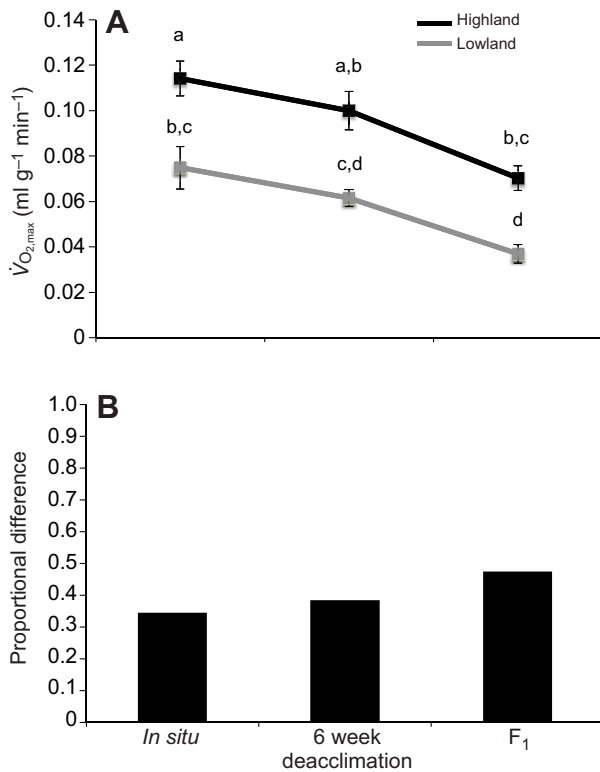 A
Highland
Lowland
0.14
0.12
0.10
0.08
0.06
0.04
0.02
0
V̇O2,max (ml g–1 min–1)
a
a,b
b,c
b,c
c,d
d
B
1.0
0.9
0.8
0.7
0.6
0.5
0.4
0.3
0.2
0.1
0
Proportional difference
In situ
6 week
deacclimation
F1